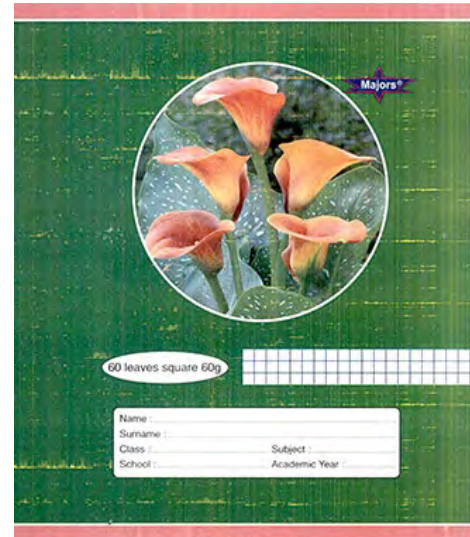 Majors®
60 leaves square 60g
Name :
Surname :
Class : Subject :
School : Academic Year :